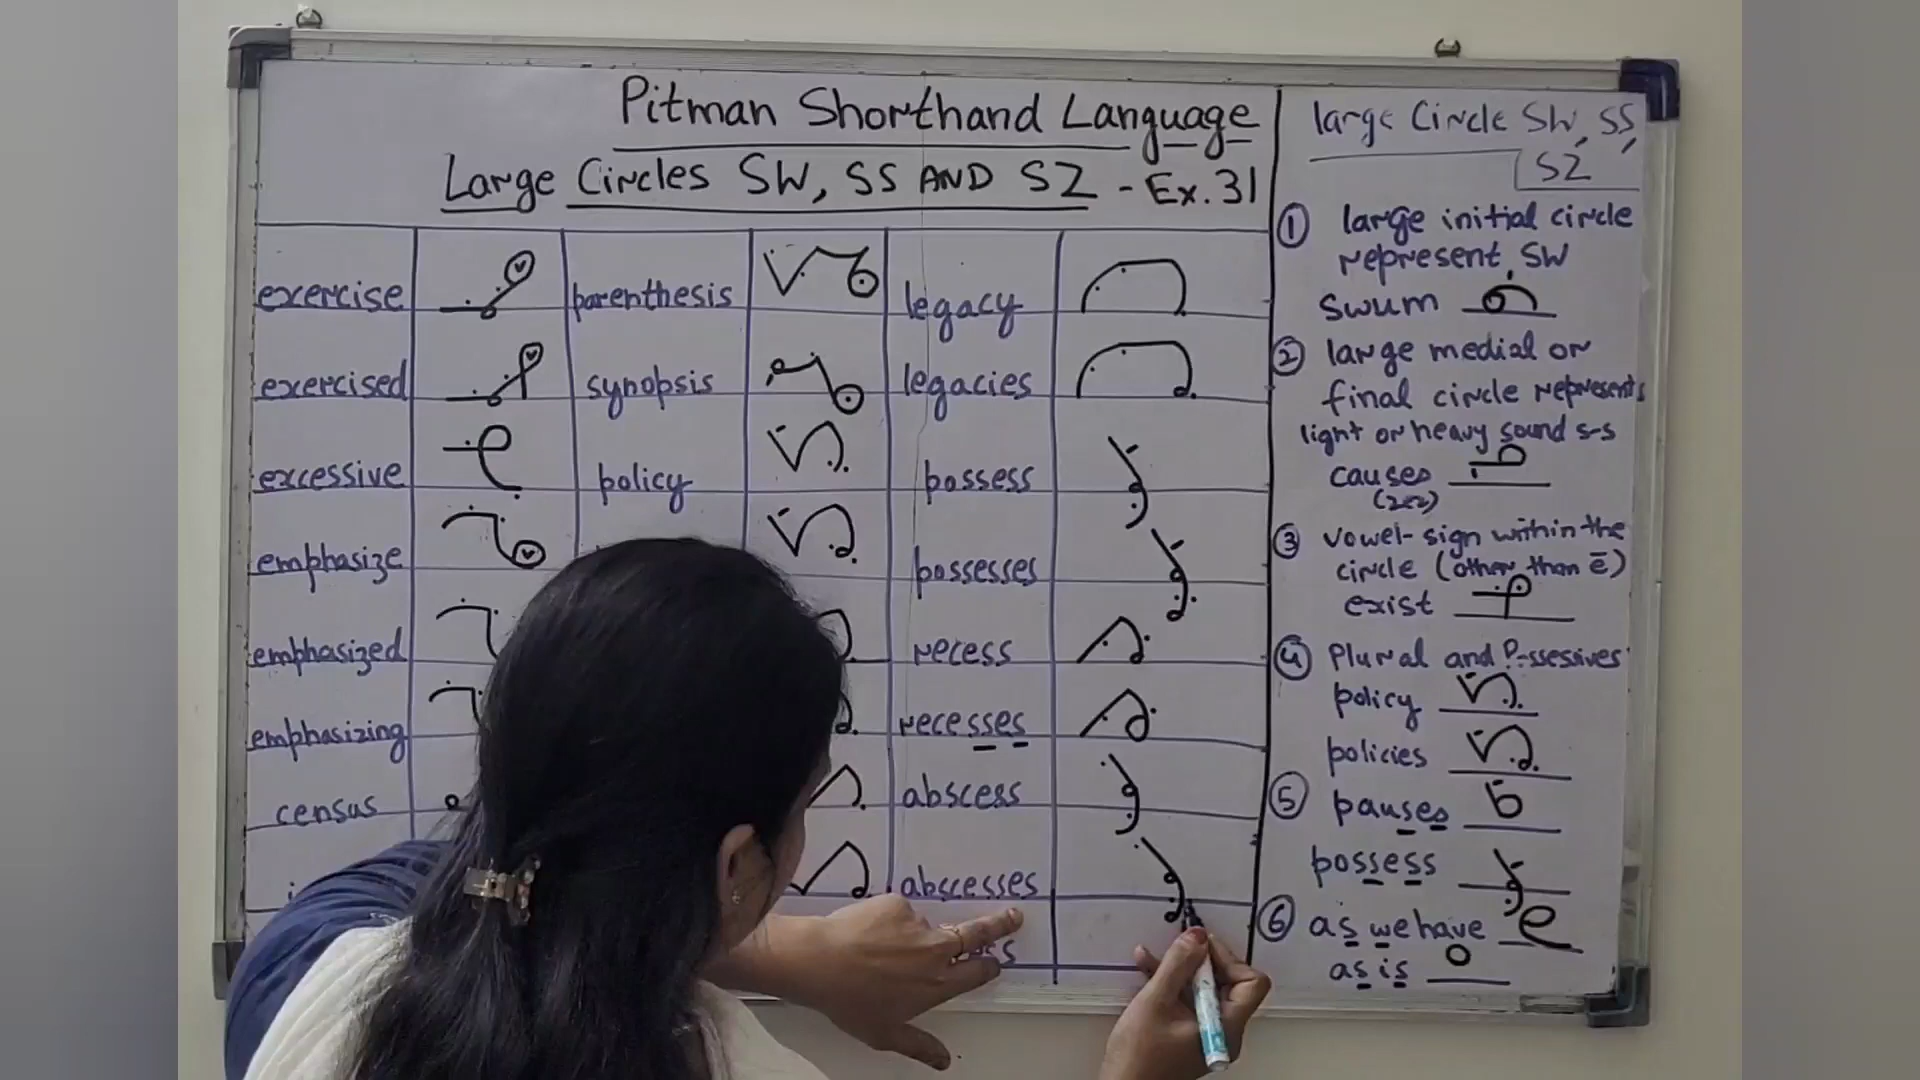 Pitman Shorthand Language
Large Circles SW, SS AND SZ - Ex. 31
exercise
parenthesis
legacy
exercised
synopsis
legacies
excessive
policy
possess
emphasize
possesses
emphasized
recess
emphasizing
recesses
census
abscess
abscesses
large Circle SW, SS,
SZ
① large initial circle
represent SW
swum
② large medial or
final circle represents
light or heavy sound s-s
causes
③ vowel-sign within the
circle (other than ē)
exist
④ Plural and P-ssessives
policy
policies
⑤ pauses
possess
⑥ as we have
as is